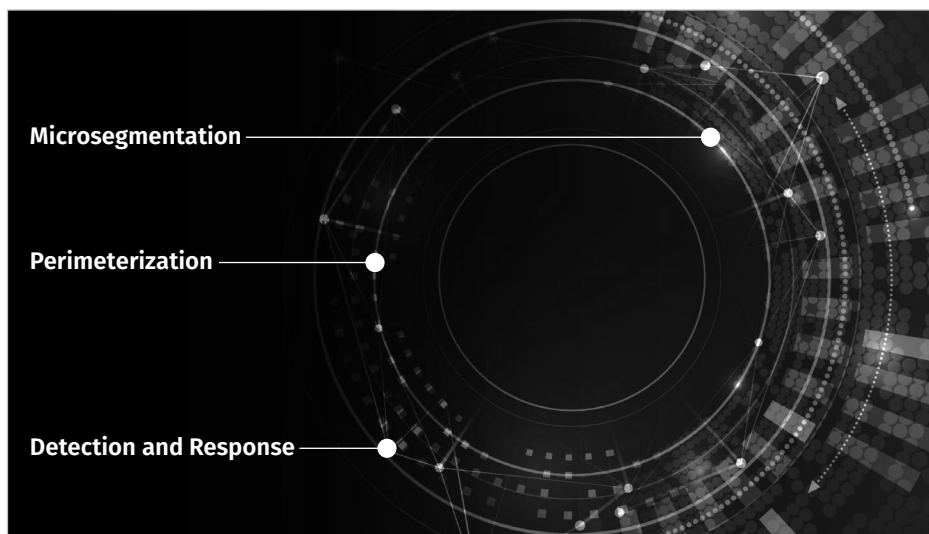 Microsegmentation
Perimeterization
Detection and Response